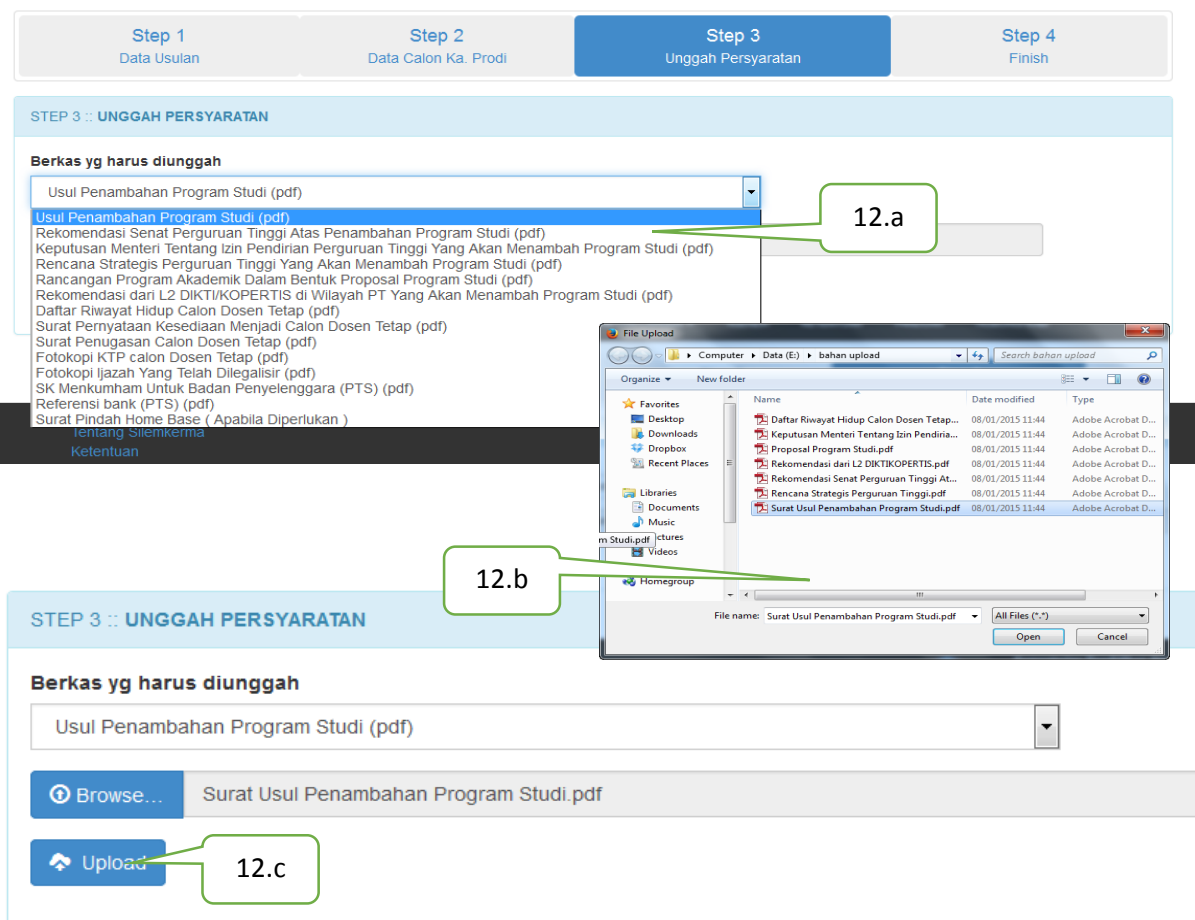 Step 1
Data Usulan
Step 2
Data Calon Ka. Prodi
Step 3
Unggah Persyaratan
Step 4
Finish
STEP 3 :: UNGGAH PERSYARATAN
Berkas yg harus diunggah
Usul Penambahan Program Studi (pdf)
Usul Penambahan Program Studi (pdf)
Rekomendasi Senat Perguruan Tinggi Atas Penambahan Program Studi (pdf)
Keputusan Menteri Tentang Izin Pendirian Perguruan Tinggi Yang Akan Menambah Program Studi (pdf)
Rencana Strategis Perguruan Tinggi Yang Akan Menambah Program Studi (pdf)
Rancangan Program Akademik Dalam Bentuk Proposal Program Studi (pdf)
Rekomendasi dari L2 DIKTI/KOPERTIS di Wilayah PT Yang Akan Menambah Program Studi (pdf)
Daftar Riwayat Hidup Calon Dosen Tetap (pdf)
Surat Pernyataan Kesediaan Menjadi Calon Dosen Tetap (pdf)
Surat Penugasan Calon Dosen Tetap (pdf)
Fotokopi KTP calon Dosen Tetap (pdf)
Fotokopi Ijazah Yang Telah Dilegalisir (pdf)
SK Menkumham Untuk Badan Penyelenggara (PTS) (pdf)
Referensi bank (PTS) (pdf)
Surat Pindah Home Base ( Apabila Diperlukan )
Tentang Silemkerma
Ketentuan
12.a
File Upload
Computer Data (E:) bahan upload
Search bahan upload
Organize New folder
Favorites
Desktop
Downloads
Dropbox
Recent Places
Libraries
Documents
Music
ctures
Videos
Homegroup
m Studi.pdf
Name Date modified Type
Daftar Riwayat Hidup Calon Dosen Tetap... 08/01/2015 11:44 Adobe Acrobat D...
Keputusan Menteri Tentang Izin Pendiria... 08/01/2015 11:44 Adobe Acrobat D...
Proposal Program Studi.pdf 08/01/2015 11:44 Adobe Acrobat D...
Rekomendasi dari L2 DIKTIKOPERTIS.pdf 08/01/2015 11:44 Adobe Acrobat D...
Rekomendasi Senat Perguruan Tinggi At... 08/01/2015 11:44 Adobe Acrobat D...
Rencana Strategis Perguruan Tinggi.pdf 08/01/2015 11:44 Adobe Acrobat D...
Surat Usul Penambahan Program Studi.pdf 08/01/2015 11:44 Adobe Acrobat D...
File name: Surat Usul Penambahan Program Studi.pdf All Files (*.*)
Open Cancel
12.b
STEP 3 :: UNGGAH PERSYARATAN
Berkas yg harus diunggah
Usul Penambahan Program Studi (pdf)
Browse... Surat Usul Penambahan Program Studi.pdf
Upload
12.c